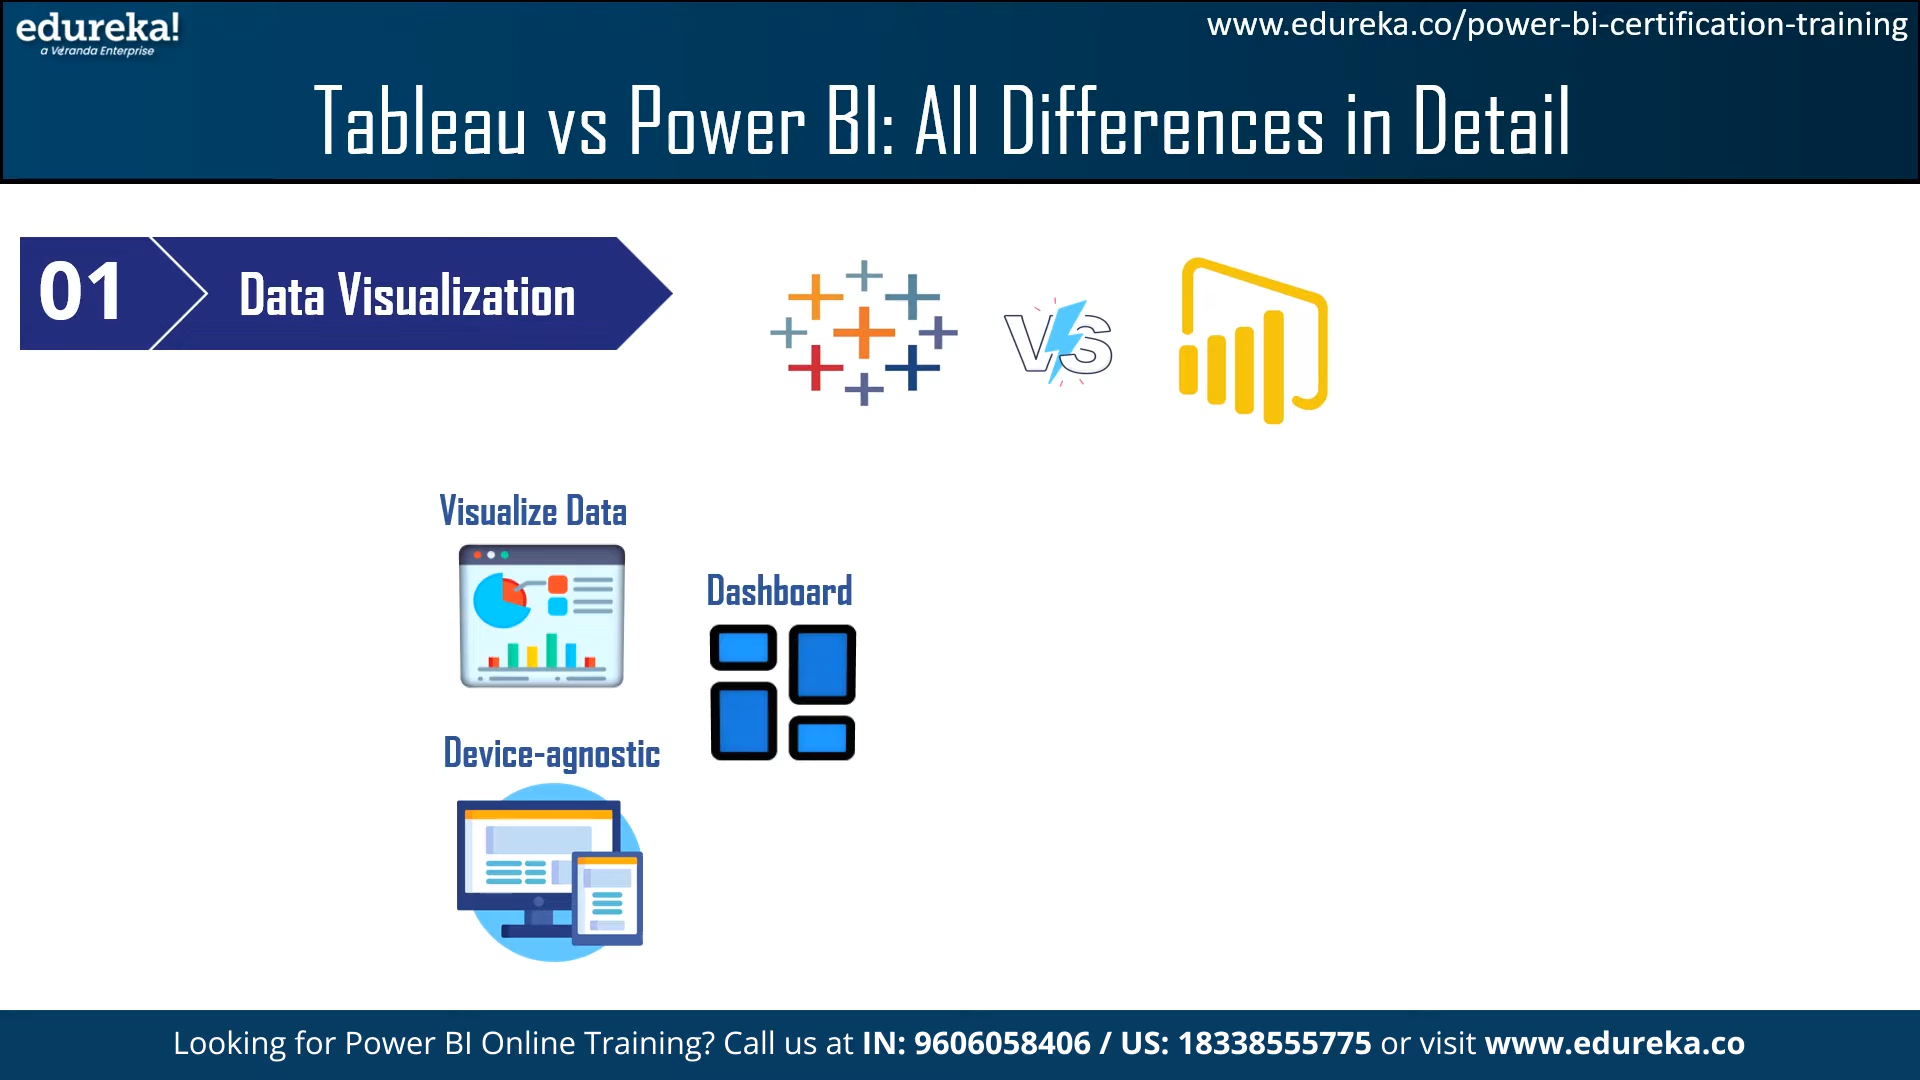 edureka!
a Veranda Enterprise
www.edureka.co/power-bi-certification-training
Tableau vs Power BI: All Differences in Detail
01
Data Visualization
VS
Visualize Data
Dashboard
Device-agnostic
Looking for Power BI Online Training? Call us at IN: 9606058406 / US: 18338555775 or visit www.edureka.co